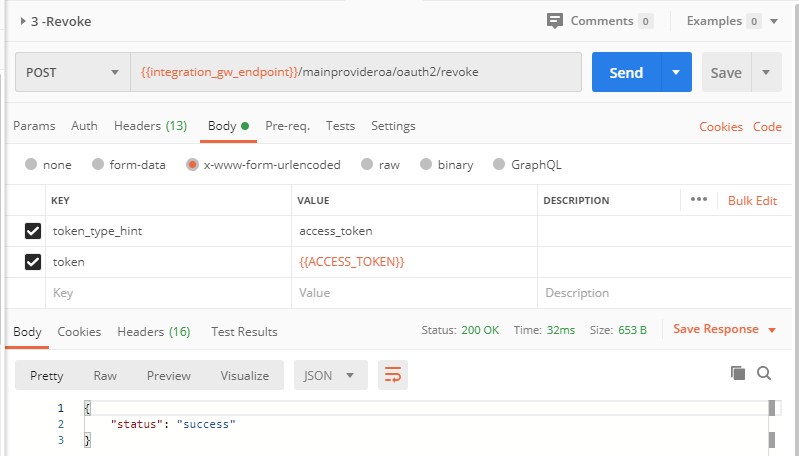 3 -Revoke Comments 0 Examples 0
POST {{integration_gw_endpoint}}/mainprovideroa/oauth2/revoke Send Save
Params Auth Headers (13) Body Pre-req. Tests Settings Cookies Code
none form-data x-www-form-urlencoded raw binary GraphQL
KEY VALUE DESCRIPTION ••• Bulk Edit
token_type_hint access_token
token {{ACCESS_TOKEN}}
Key Value Description
Body Cookies Headers (16) Test Results Status: 200 OK Time: 32ms Size: 653 B Save Response
Pretty Raw Preview Visualize JSON
1 {
2 "status": "success"
3 }